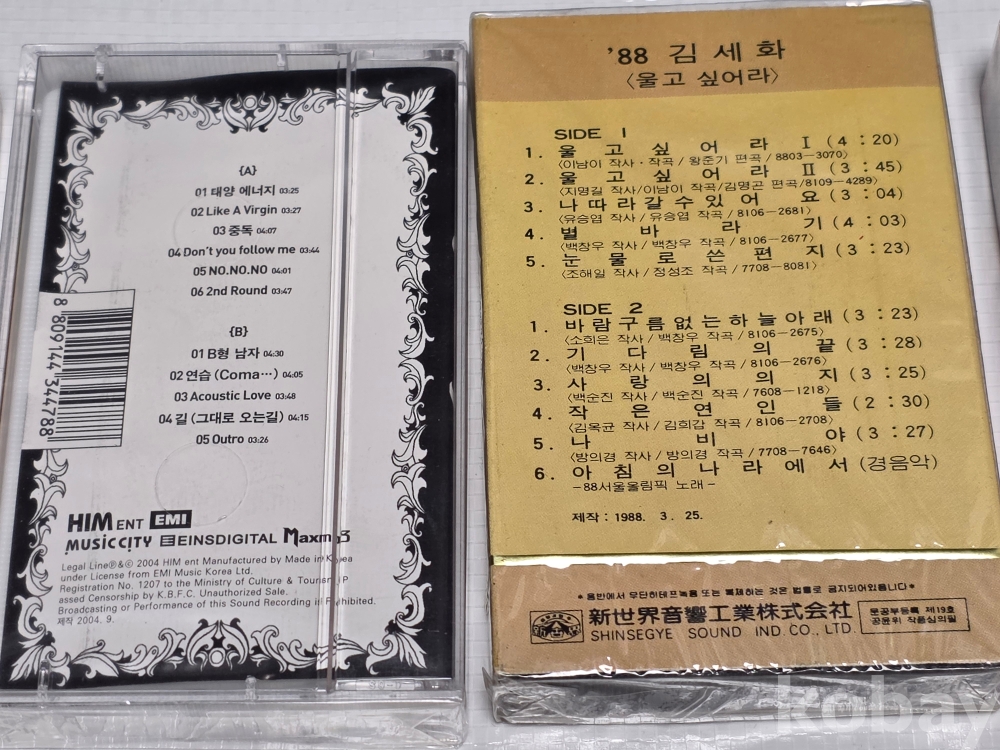 {A}
01 태양 에너지 03:25
02 Like A Virgin 03:27
03 중독 04:07
04 Don't you follow me 03:44
05 NO.NO.NO 04:01
06 2nd Round 03:47
{B}
01 B형 남자 04:30
02 연습 (Coma···) 04:05
03 Acoustic Love 03:48
04 길 (그대로 오는길) 04:15
05 Outro 03:26
8 809144 344788
HIM ENT EMI
MUSICCITY EINSDIGITAL Maxmp3
Legal Line℗&© 2004 HIM ent Manufactured by Made in Korea
under License from EMI Music Korea Ltd.
Registration No. 1207 to the Ministry of Culture & Tourism P
assed Censorship by K.B.F.C. Unauthorized Sale.
Broadcasting or Performance of this Sound Recording is Prohibited.
제작 2004. 9.
'88 김세화
〈울고 싶어라〉
SIDE 1
1. 울고싶어라 I (4:20)
〈이남이 작사·작곡/왕준기 편곡/8803-3070〉
2. 울고싶어라 II (3:45)
〈지명길 작사/이남이 작곡/김명곤 편곡/8109-4289〉
3. 나따라갈수있어요 (3:04)
〈유승엽 작사/유승엽 작곡/8106-2681〉
4. 별바라기 (4:03)
〈백창우 작사/백창우 작곡/8106-2677〉
5. 눈물로쓴편지 (3:23)
〈조해일 작사/정성조 작곡/7708-8081〉
SIDE 2
1. 바람구름없는하늘아래 (3:23)
〈소희은 작사/백창우 작곡/8106-2675〉
2. 기다림의끝 (3:28)
〈백창우 작사/백창우 작곡/8106-2676〉
3. 사랑의의지 (3:25)
〈백순진 작사/백순진 작곡/7608-1218〉
4. 작은연인들 (2:30)
〈김옥균 작사/김희갑 작곡/8106-2708〉
5. 나비야 (3:27)
〈방의경 작사/방의경 작곡/7708-7646〉
6. 아침의나라에서 (경음악)
-88서울올림픽 노래-
제작 : 1988. 3. 25.
*음반에서 무단히테프녹음 또는 복제하는 것은 법률로 금지되어있읍니다*
新世界音響工業株式会社
SHINSEGYE SOUND IND. CO., LTD.
문공부등록 제19호
공윤위 작품심의필
kobay